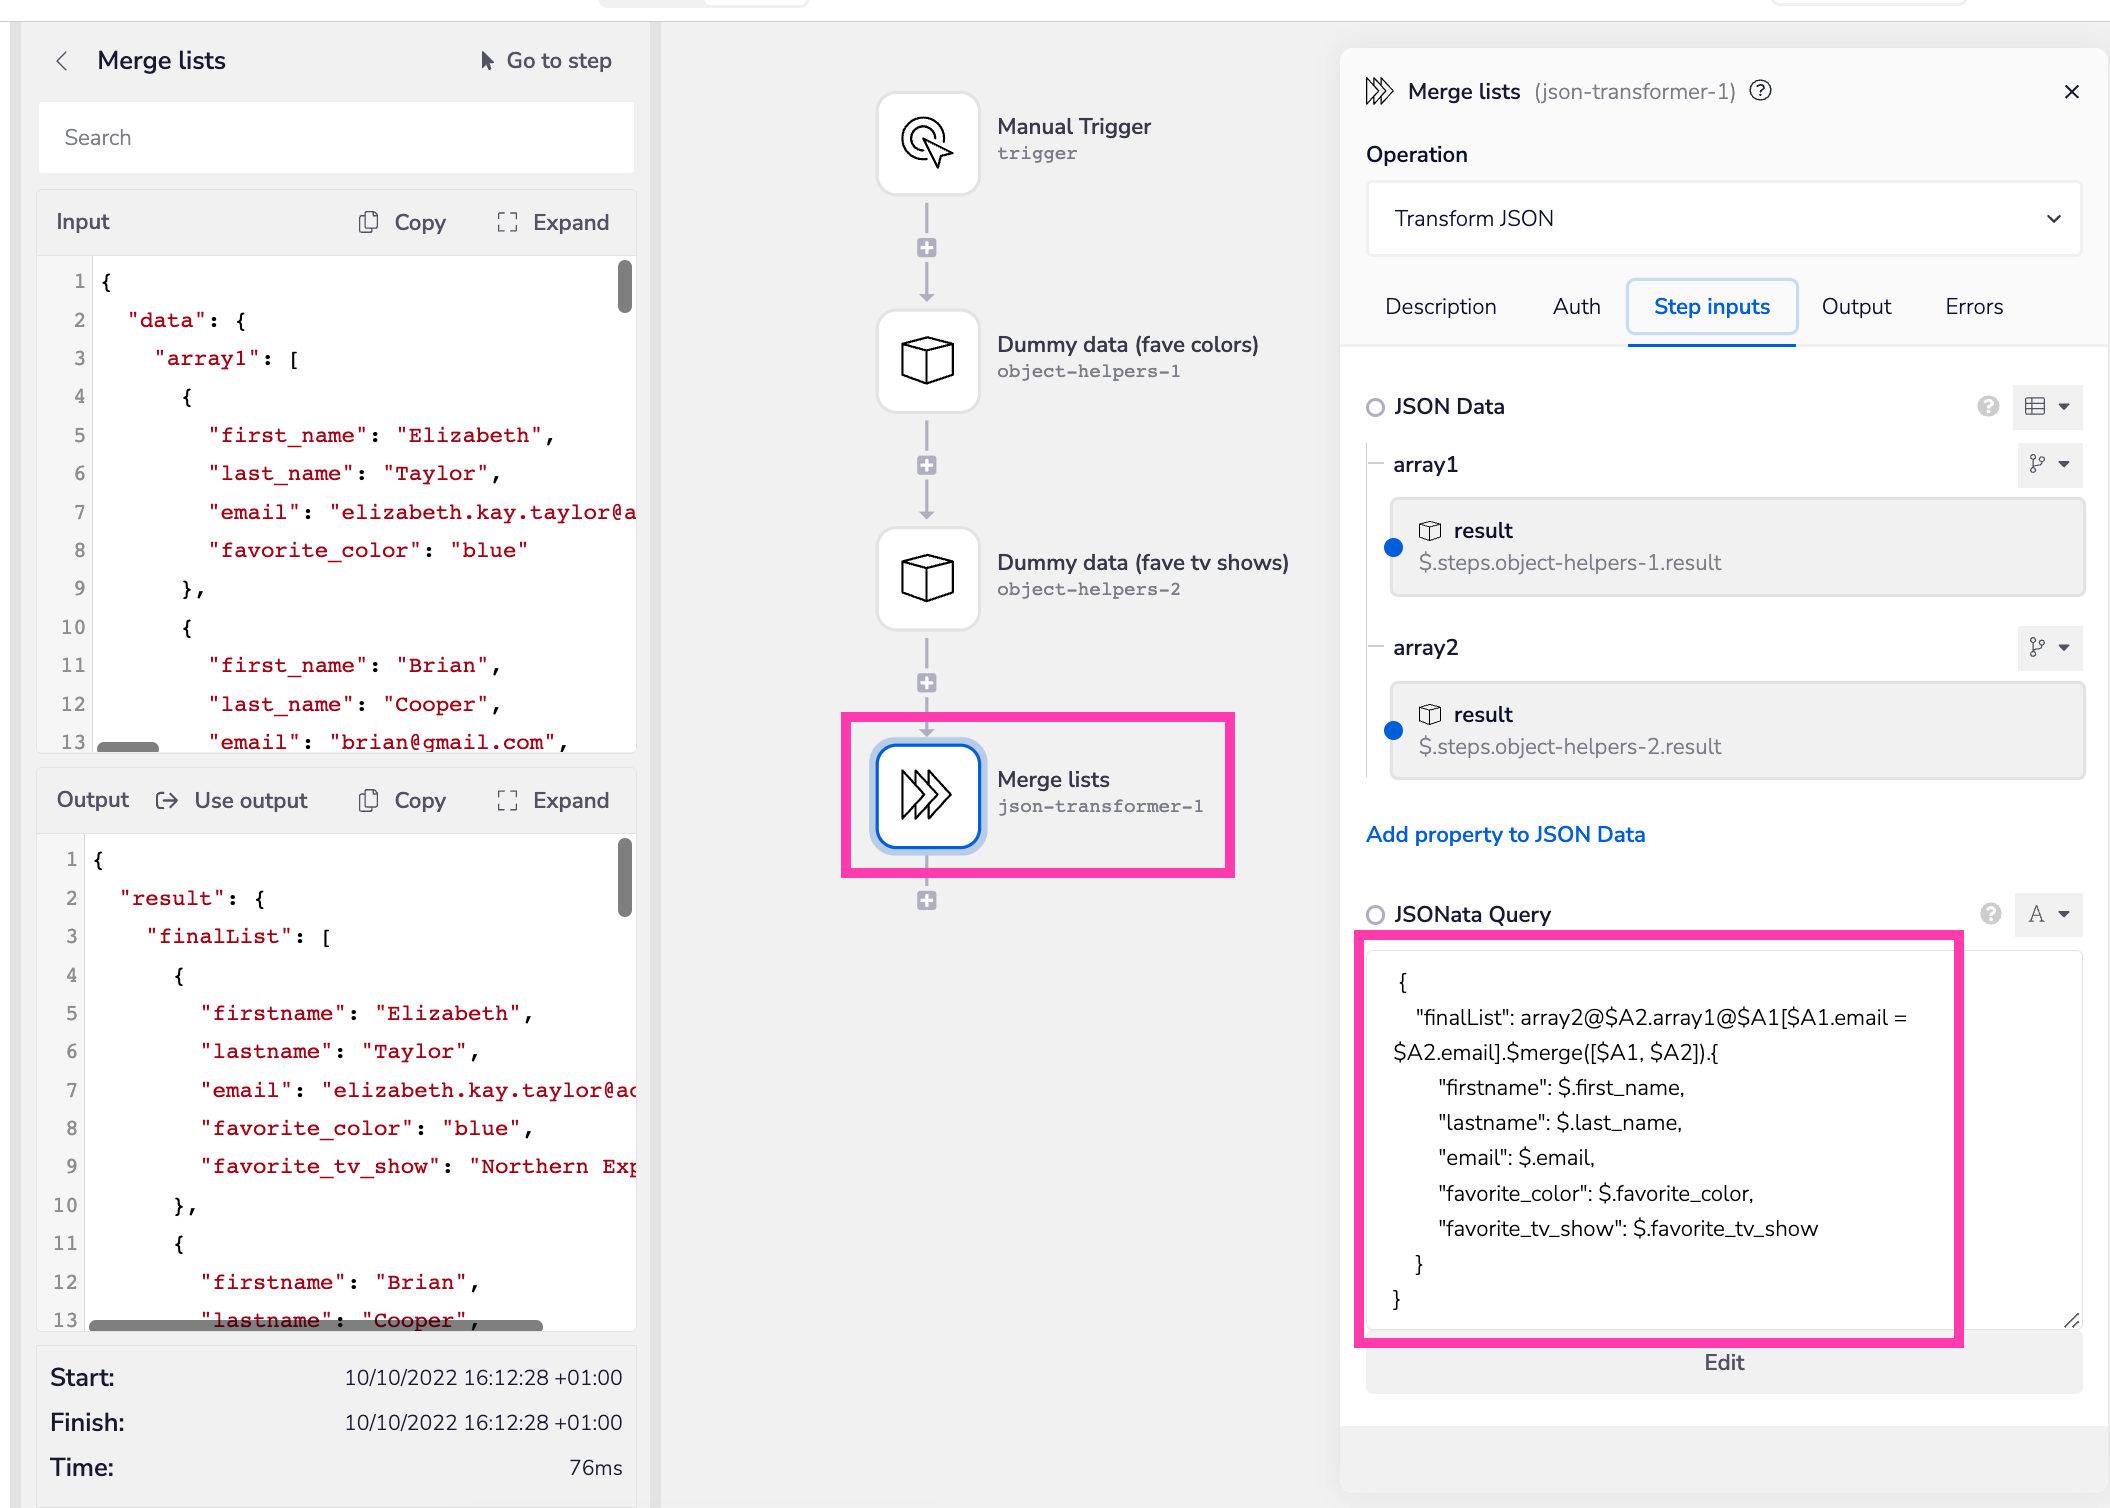 Merge lists
Go to step
Search
Input
Copy
Expand
1 {
2 "data": {
3 "array1": [
4 {
5 "first_name": "Elizabeth",
6 "last_name": "Taylor",
7 "email": "elizabeth.kay.taylor@a
8 "favorite_color": "blue"
9 },
10 {
11 "first_name": "Brian",
12 "last_name": "Cooper",
13 "email": "brian@gmail.com",
Output
Use output
Copy
Expand
1 {
2 "result": {
3 "finalList": [
4 {
5 "firstname": "Elizabeth",
6 "lastname": "Taylor",
7 "email": "elizabeth.kay.taylor@ac
8 "favorite_color": "blue",
9 "favorite_tv_show": "Northern Exp
10 },
11 {
12 "firstname": "Brian",
13 "lastname": "Cooper",
Start: 10/10/2022 16:12:28 +01:00
Finish: 10/10/2022 16:12:28 +01:00
Time: 76ms
Manual Trigger
trigger
Dummy data (fave colors)
object-helpers-1
Dummy data (fave tv shows)
object-helpers-2
Merge lists
json-transformer-1
Merge lists (json-transformer-1)
Operation
Transform JSON
Description
Auth
Step inputs
Output
Errors
JSON Data
array1
result
$.steps.object-helpers-1.result
array2
result
$.steps.object-helpers-2.result
Add property to JSON Data
JSONata Query
A
{
"finalList": array2@$A2.array1@$A1[$A1.email =
$A2.email].$merge([$A1, $A2]).{
"firstname": $.first_name,
"lastname": $.last_name,
"email": $.email,
"favorite_color": $.favorite_color,
"favorite_tv_show": $.favorite_tv_show
}
}
Edit